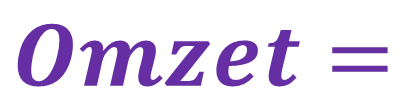 Omzet =